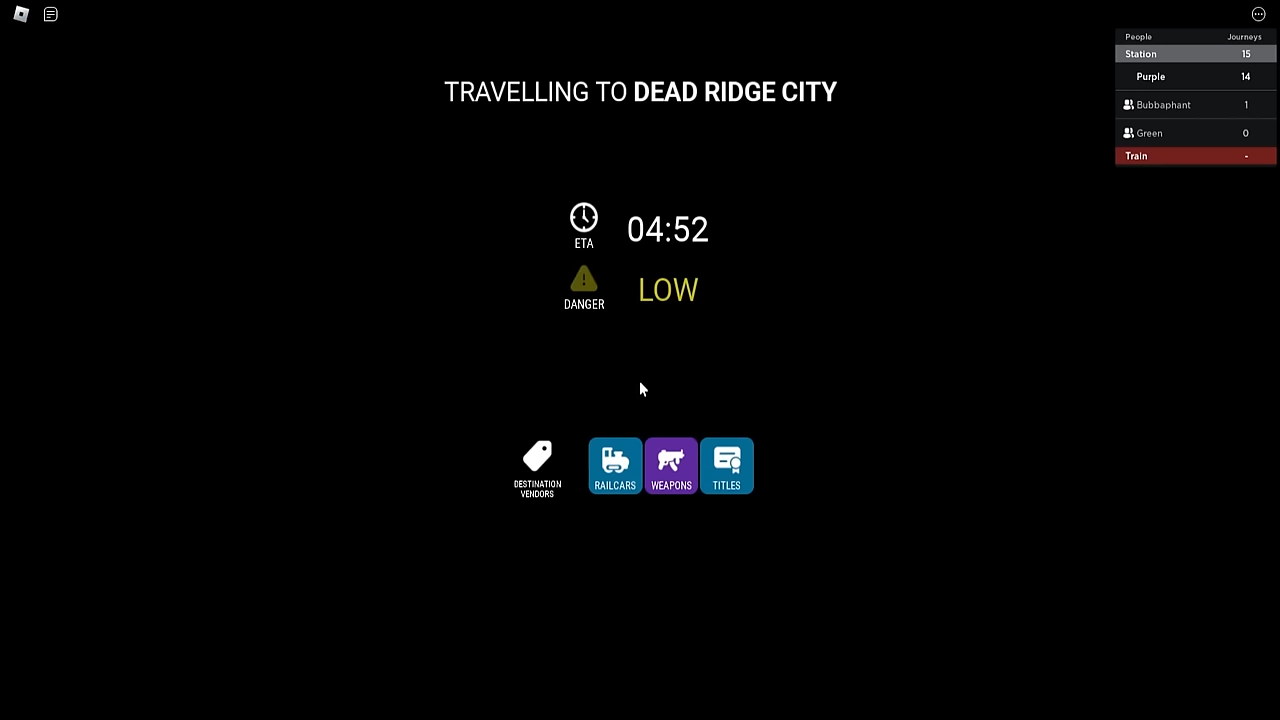 People Journeys
Station 15
Purple 14
Bubbaphant 1
Green 0
Train -
TRAVELLING TO DEAD RIDGE CITY
ETA
04:52
DANGER
LOW
DESTINATION
VENDORS
RAILCARS
WEAPONS
TITLES